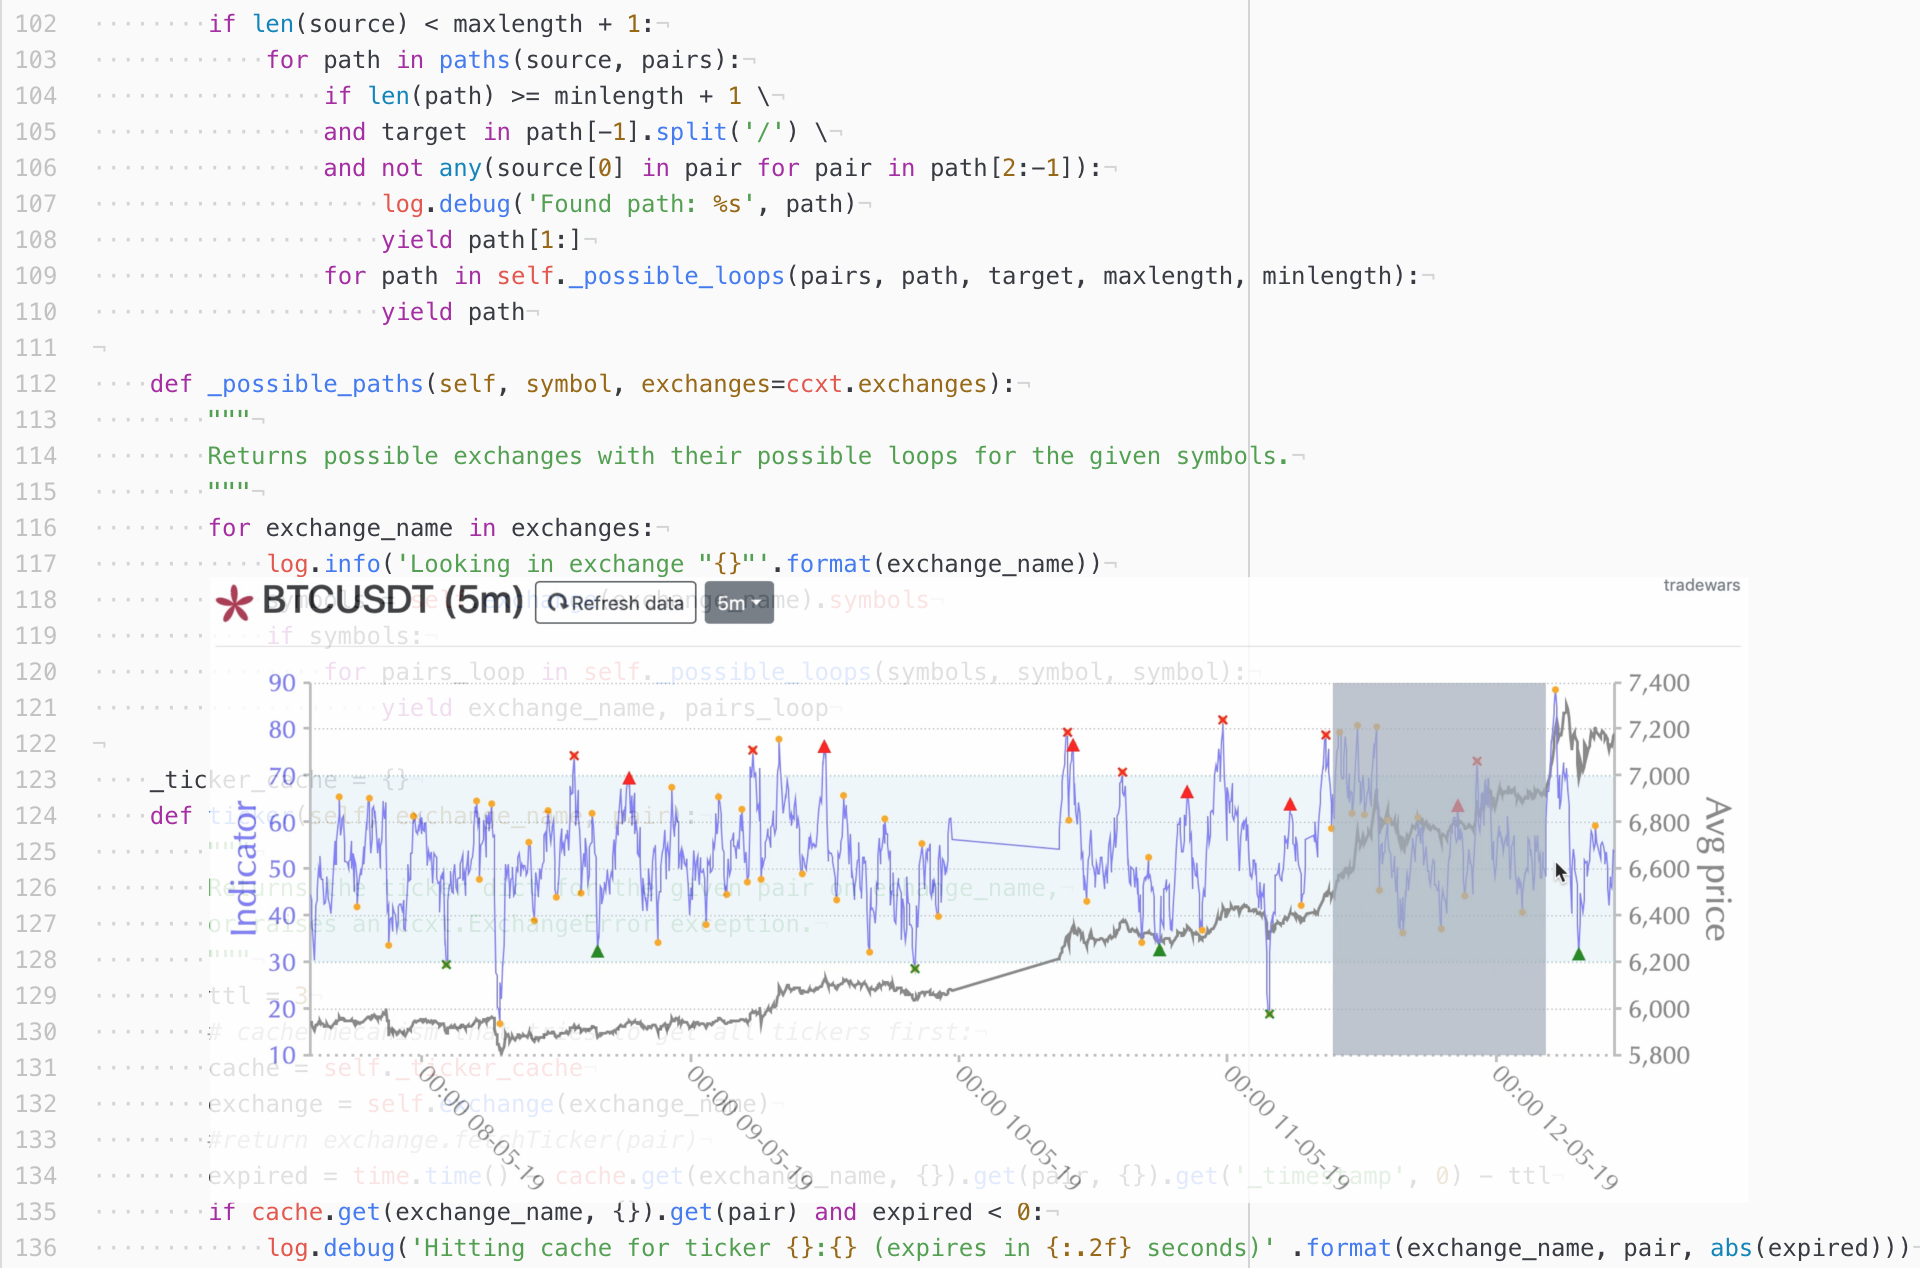 102 if len(source) < maxlength + 1:¬
103 for path in paths(source, pairs):¬
104 if len(path) >= minlength + 1 \¬
105 and target in path[-1].split('/') \¬
106 and not any(source[0] in pair for pair in path[2:-1]):¬
107 log.debug('Found path: %s', path)¬
108 yield path[1:]¬
109 for path in self._possible_loops(pairs, path, target, maxlength, minlength):¬
110 yield path¬
111 ¬
112 def _possible_paths(self, symbol, exchanges=ccxt.exchanges):¬
113 """¬
114 Returns possible exchanges with their possible loops for the given symbols.¬
115 """¬
116 for exchange_name in exchanges:¬
117 log.info('Looking in exchange "{}"'.format(exchange_name))¬
BTCUSDT (5m) Refresh data 5m tradewars
118 symbols = self.exchange(exchange_name).symbols¬
119 if symbols:¬
120 for pairs_loop in self._possible_loops(symbols, symbol, symbol):¬
121 yield exchange_name, pairs_loop¬
122 ¬
123 _ticker_cache = {}
124 def ticker(self, exchange_name, pair):
125 """
126 Returns the ticker dict for the given pair on echange_name,¬
127 or raises an ccxt.ExchangeError exception.
128 """¬
129 ttl = 3¬
130 # cache mecanism that tries to get all tickers first:¬
131 cache = self._ticker_cache¬
132 exchange = self.exchange(exchange_name)¬
133 #return exchange.fetchTicker(pair)¬
134 expired = time.time() - cache.get(exchange_name, {}).get(pair, {}).get('_timestamp', 0) - ttl¬
135 if cache.get(exchange_name, {}).get(pair) and expired < 0:¬
136 log.debug('Hitting cache for ticker {}:{} (expires in {:.2f} seconds)' .format(exchange_name, pair, abs(expired)))¬
Indicator
90
80
70
60
50
40
30
20
10
7,400
7,200
7,000
6,800
6,600
6,400
6,200
6,000
5,800
Avg price
00:00 08-05-19
00:00 09-05-19
00:00 10-05-19
00:00 11-05-19
00:00 12-05-19